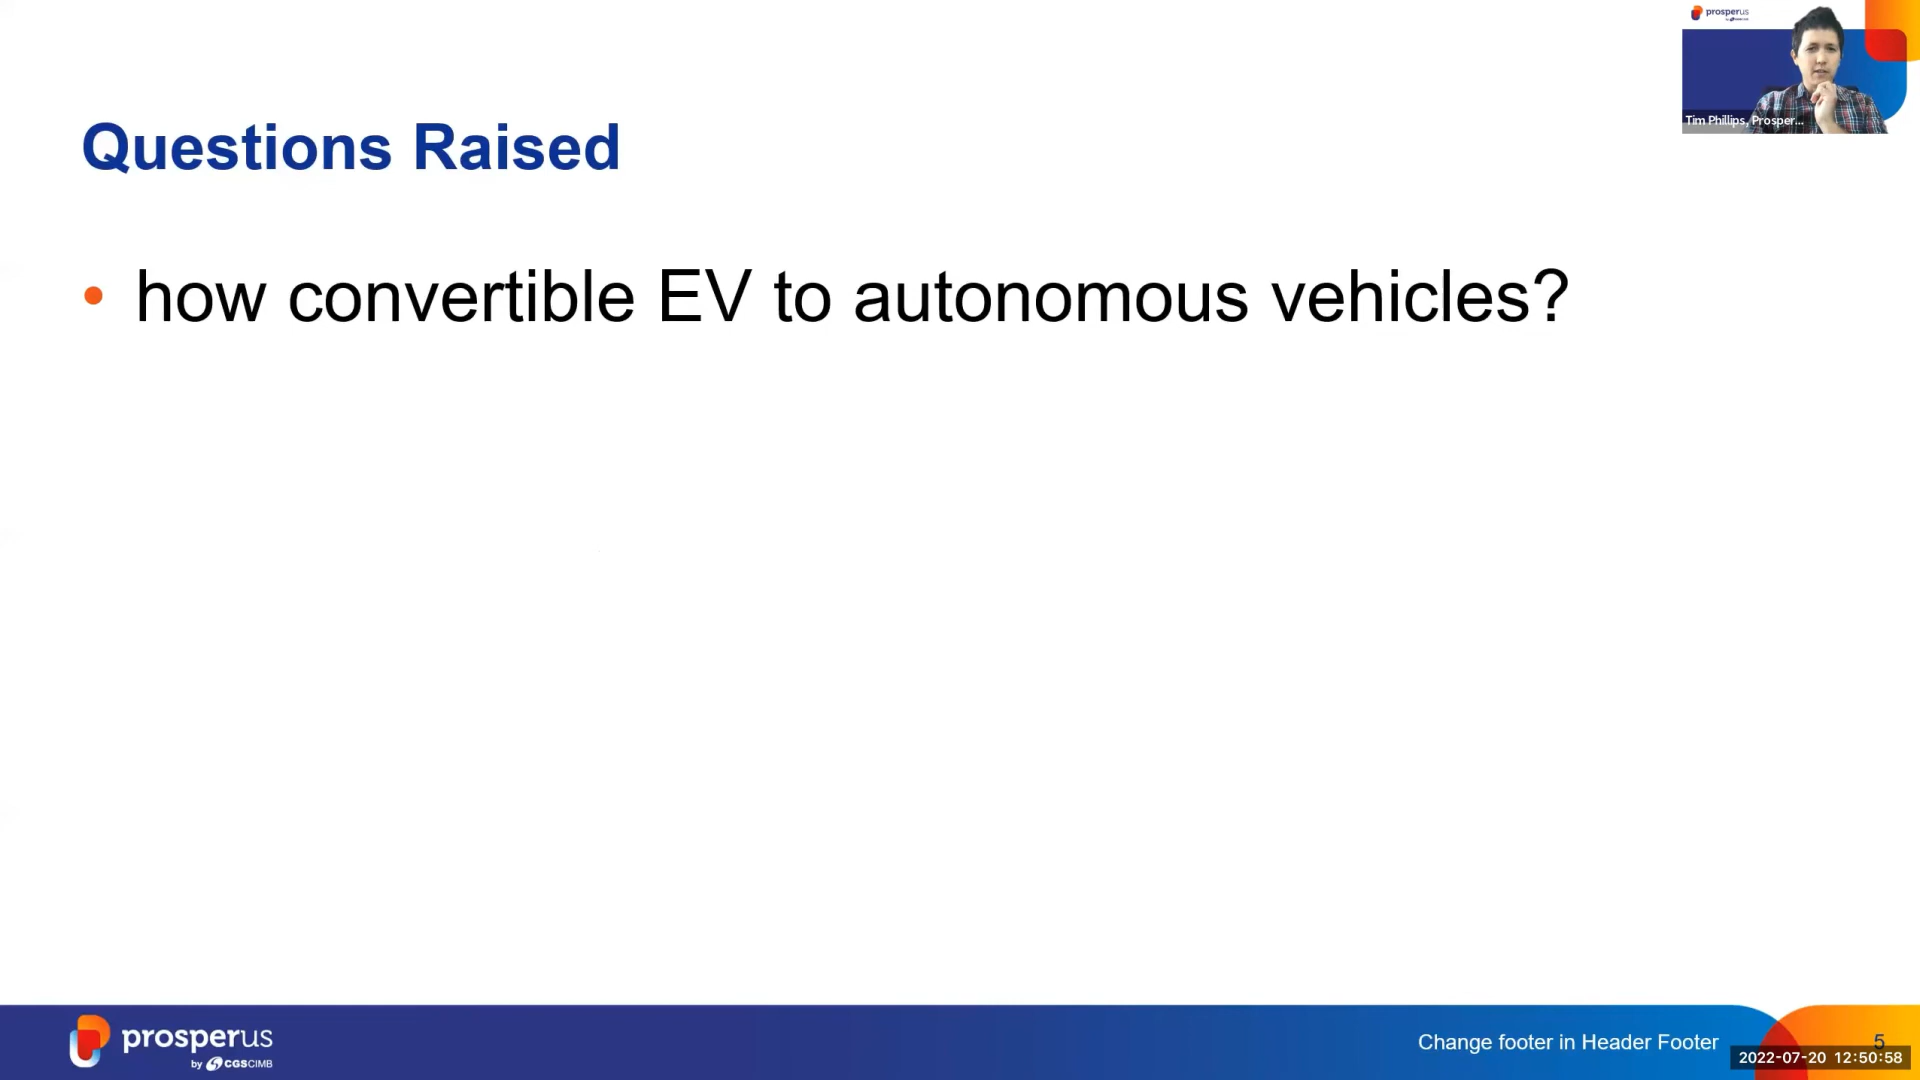 prosperus
Tim Phillips, Prosper...
Questions Raised
• how convertible EV to autonomous vehicles?
prosperus
by CGSCIMB
Change footer in Header Footer
5
2022-07-20 12:50:58